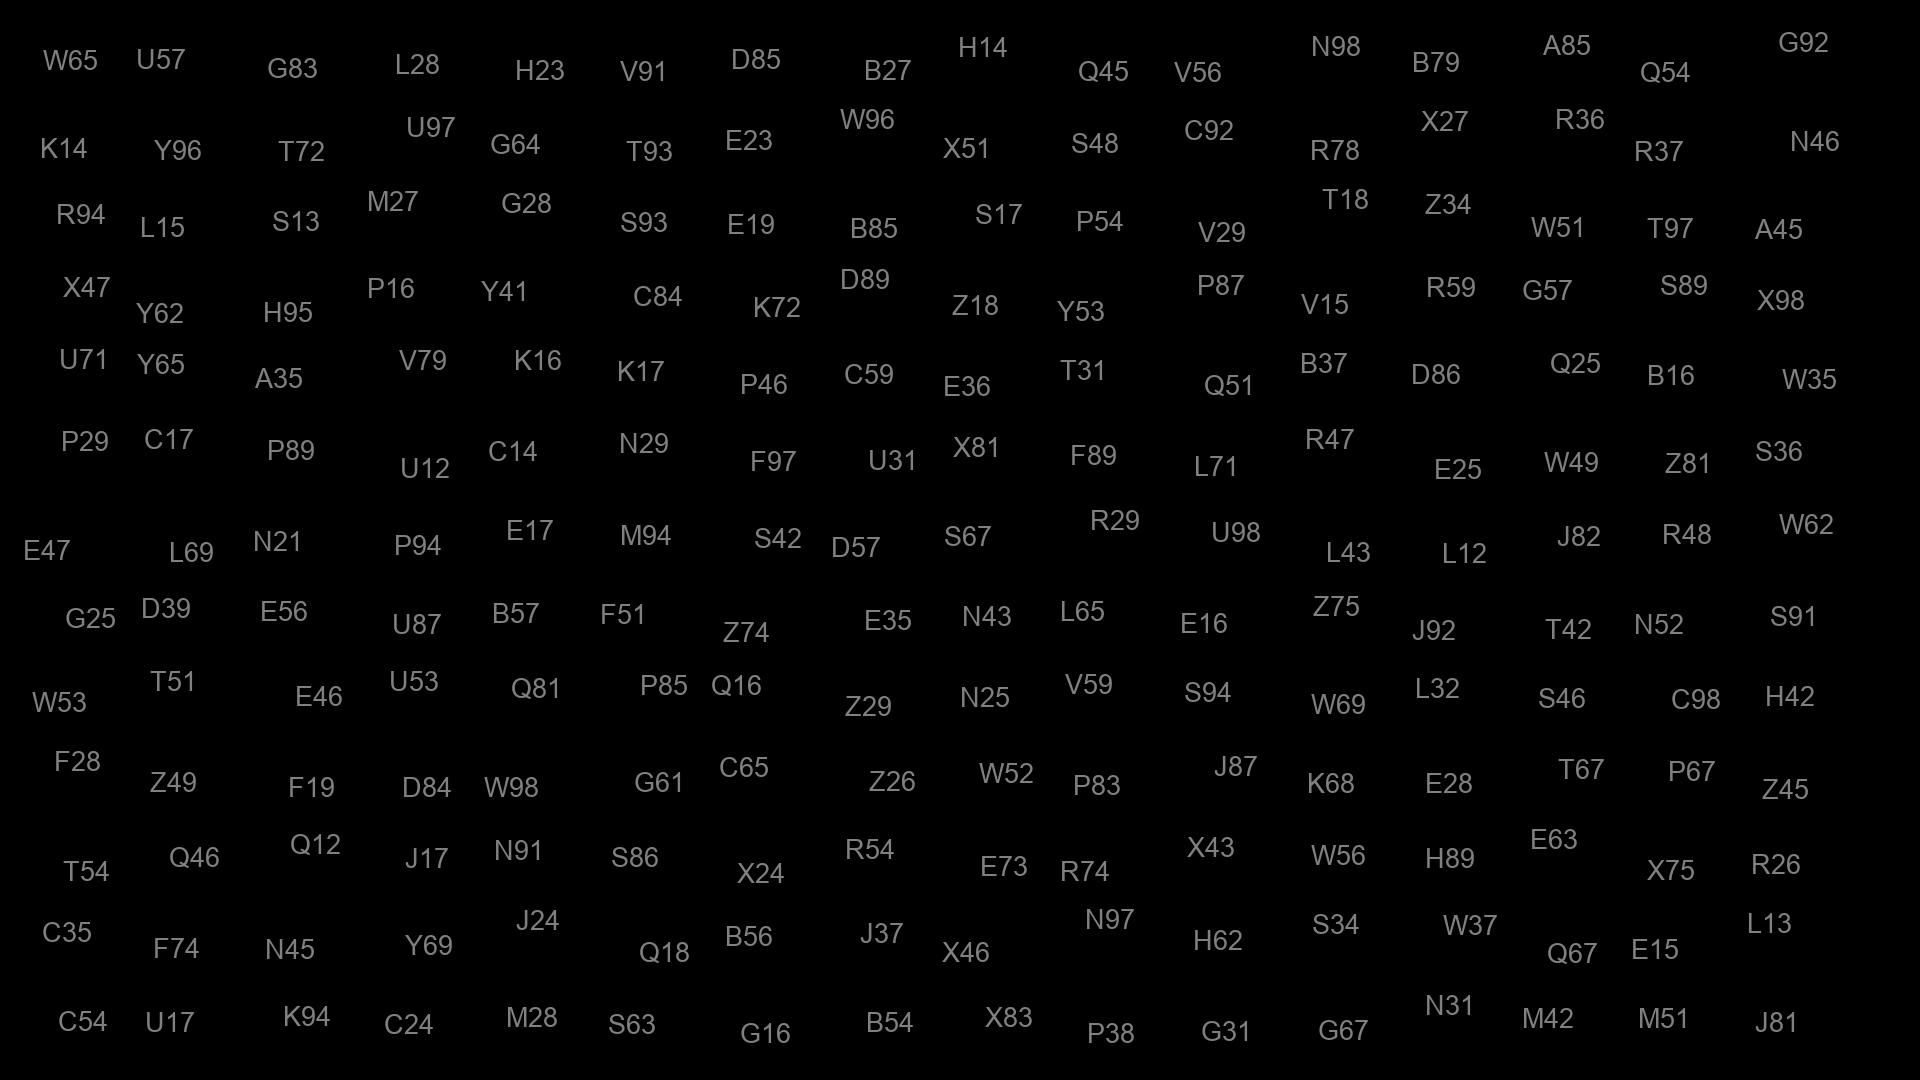 W65 U57 G83 L28 H23 V91 D85 B27 H14 Q45 V56 N98 B79 A85 Q54 G92
K14 Y96 T72 U97 G64 T93 E23 W96 X51 S48 C92 R78 X27 R36 R37 N46
R94 L15 S13 M27 G28 S93 E19 B85 S17 P54 V29 T18 Z34 W51 T97 A45
X47 Y62 H95 P16 Y41 C84 K72 D89 Z18 Y53 P87 V15 R59 G57 S89 X98
U71 Y65 A35 V79 K16 K17 P46 C59 E36 T31 Q51 B37 D86 Q25 B16 W35
P29 C17 P89 U12 C14 N29 F97 U31 X81 F89 L71 R47 E25 W49 Z81 S36
E47 L69 N21 P94 E17 M94 S42 D57 S67 R29 U98 L43 L12 J82 R48 W62
G25 D39 E56 U87 B57 F51 Z74 E35 N43 L65 E16 Z75 J92 T42 N52 S91
W53 T51 E46 U53 Q81 P85 Q16 Z29 N25 V59 S94 W69 L32 S46 C98 H42
F28 Z49 F19 D84 W98 G61 C65 Z26 W52 P83 J87 K68 E28 T67 P67 Z45
T54 Q46 Q12 J17 N91 S86 X24 R54 E73 R74 X43 W56 H89 E63 X75 R26
C35 F74 N45 Y69 J24 Q18 B56 J37 X46 N97 H62 S34 W37 Q67 E15 L13
C54 U17 K94 C24 M28 S63 G16 B54 X83 P38 G31 G67 N31 M42 M51 J81